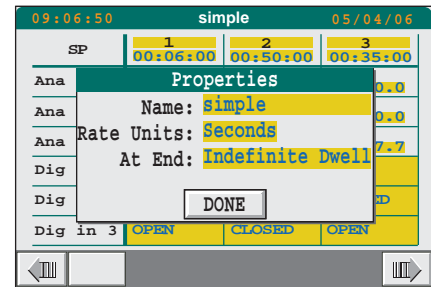 09:06:50 simple 05/04/06
SP 1 2 3
00:06:00 00:50:00 00:35:00
Ana 0.0
Ana 0.0
Ana 7.7
Dig
Dig ED
Dig in 3 OPEN CLOSED OPEN
Properties
Name: simple
Rate Units: Seconds
At End: Indefinite Dwell
DONE